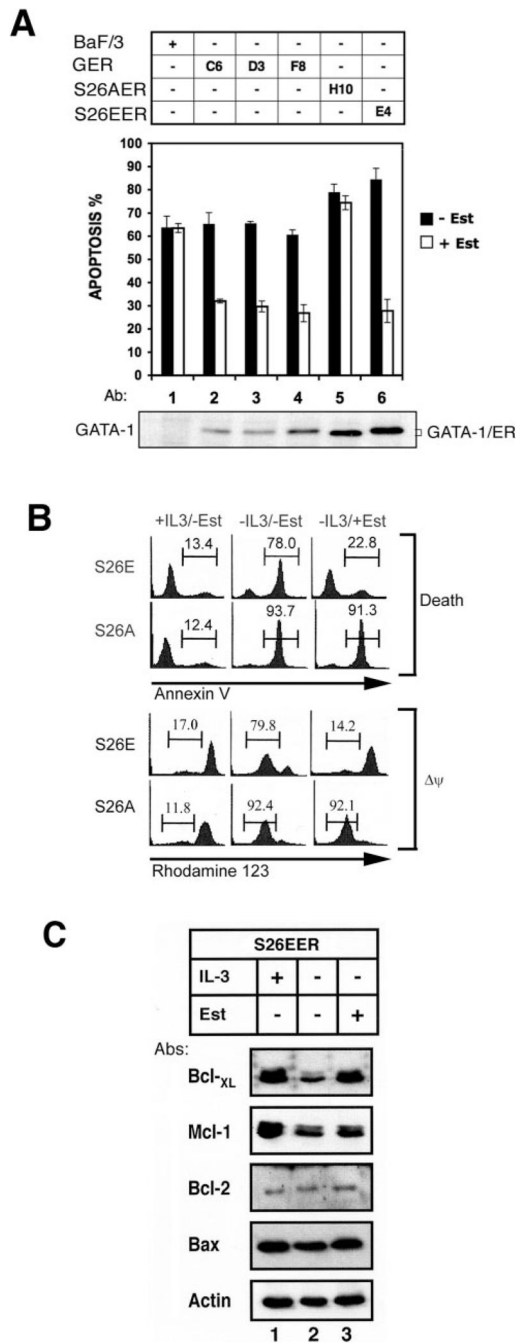 A
BaF/3 + - - - - -
GER - C6 D3 F8 - -
S26AER - - - - H10 -
S26EER - - - - - E4
100
90
80
70
60
50
40
30
20
10
0
APOPTOSIS %
- Est
+ Est
Ab: 1 2 3 4 5 6
GATA-1 GATA-1/ER
B
+IL3/-Est -IL3/-Est -IL3/+Est
S26E 13.4 78.0 22.8
S26A 12.4 93.7 91.3
Death
Annexin V
S26E 17.0 79.8 14.2
S26A 11.8 92.4 92.1
Δψ
Rhodamine 123
C
S26EER
IL-3 + - -
Est - - +
Abs:
Bcl-XL
Mcl-1
Bcl-2
Bax
Actin
1 2 3